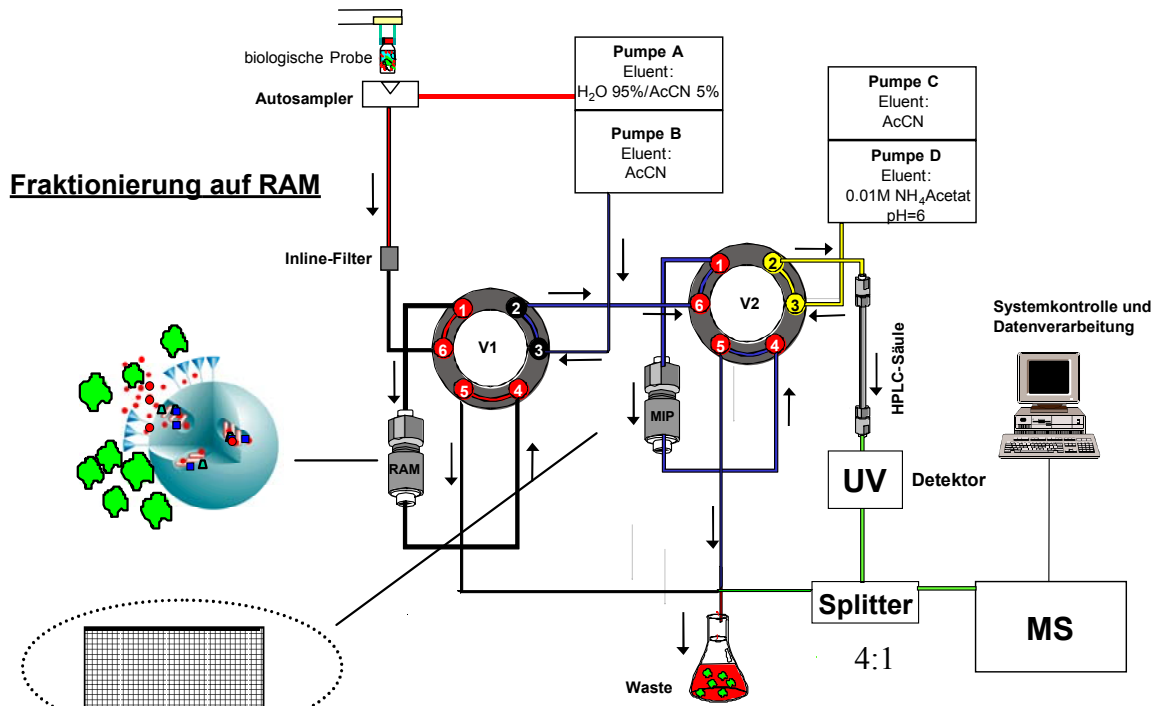 biologische Probe
Autosampler
Pumpe A
Eluent:
H₂O 95%/AcCN 5%
Pumpe B
Eluent:
AcCN
Pumpe C
Eluent:
AcCN
Pumpe D
Eluent:
0.01M NH₄Acetat
pH=6
Fraktionierung auf RAM
Inline-Filter
1
2
3
4
5
6
V1
1
2
3
4
5
6
V2
RAM
MIP
HPLC-Säule
Systemkontrolle und
Datenverarbeitung
UV
Detektor
Splitter
4:1
MS
Waste